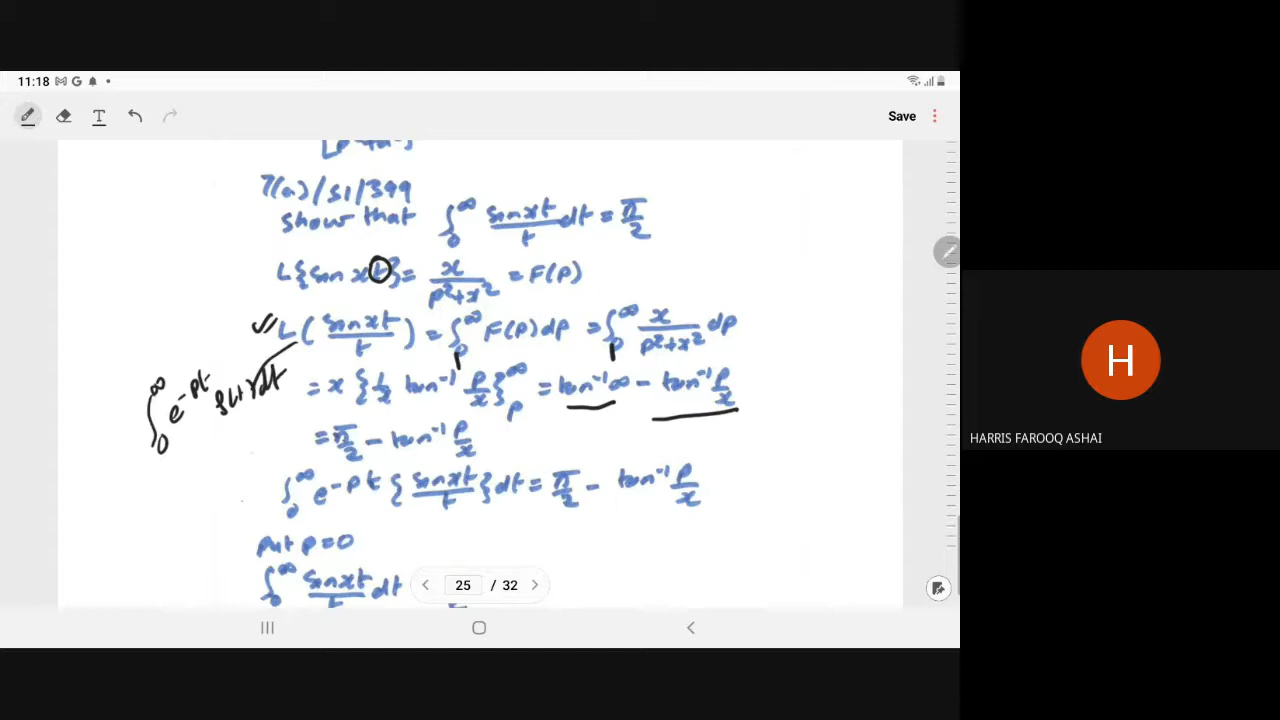 11:18
Save
7(a)/51/399
show that ∫₀^∞ sin xt/t dt = π/2
L{sin xt} = x/(p²+x²) = F(p)
L(sin xt/t) = ∫ₚ^∞ F(p) dp = ∫ₚ^∞ x/(p²+x²) dp
∫₀^∞ e^(-pt) f(t) dt
= x {1/x tan⁻¹ p/x}ₚ^∞ = tan⁻¹ ∞ − tan⁻¹ p/x
= π/2 − tan⁻¹ p/x
∫₀^∞ e^(-pt) {sin xt/t} dt = π/2 − tan⁻¹ p/x
put p=0
∫₀^∞ sin xt/t dt
25 / 32
H
HARRIS FAROOQ ASHAI